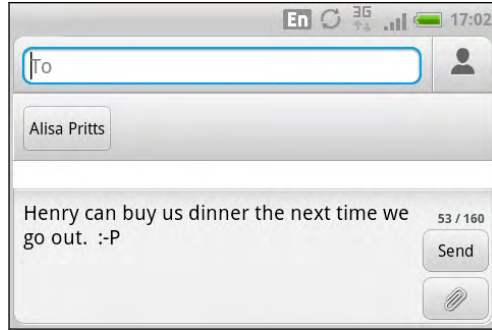 En 3G 17:02
To
Alisa Pritts
Henry can buy us dinner the next time we
go out.  :-P
53 / 160
Send